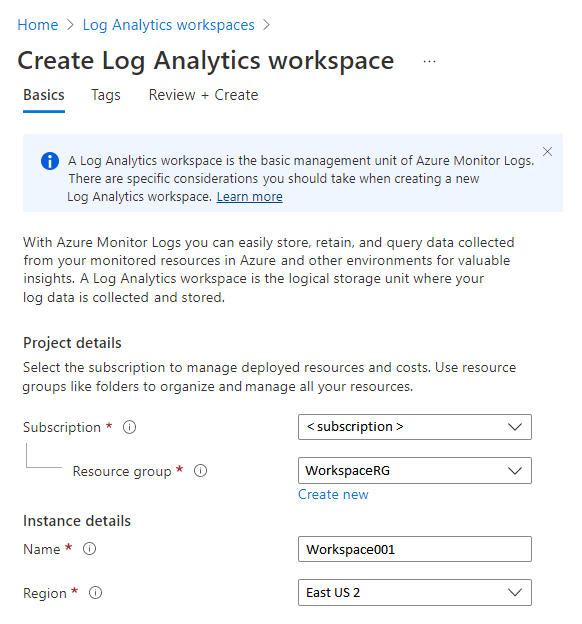 Home > Log Analytics workspaces >
Create Log Analytics workspace ...
Basics Tags Review + Create
A Log Analytics workspace is the basic management unit of Azure Monitor Logs.
There are specific considerations you should take when creating a new
Log Analytics workspace. Learn more
With Azure Monitor Logs you can easily store, retain, and query data collected
from your monitored resources in Azure and other environments for valuable
insights. A Log Analytics workspace is the logical storage unit where your
log data is collected and stored.
Project details
Select the subscription to manage deployed resources and costs. Use resource
groups like folders to organize and manage all your resources.
Subscription * <subscription >
Resource group * WorkspaceRG
Create new
Instance details
Name * Workspace001
Region * East US 2